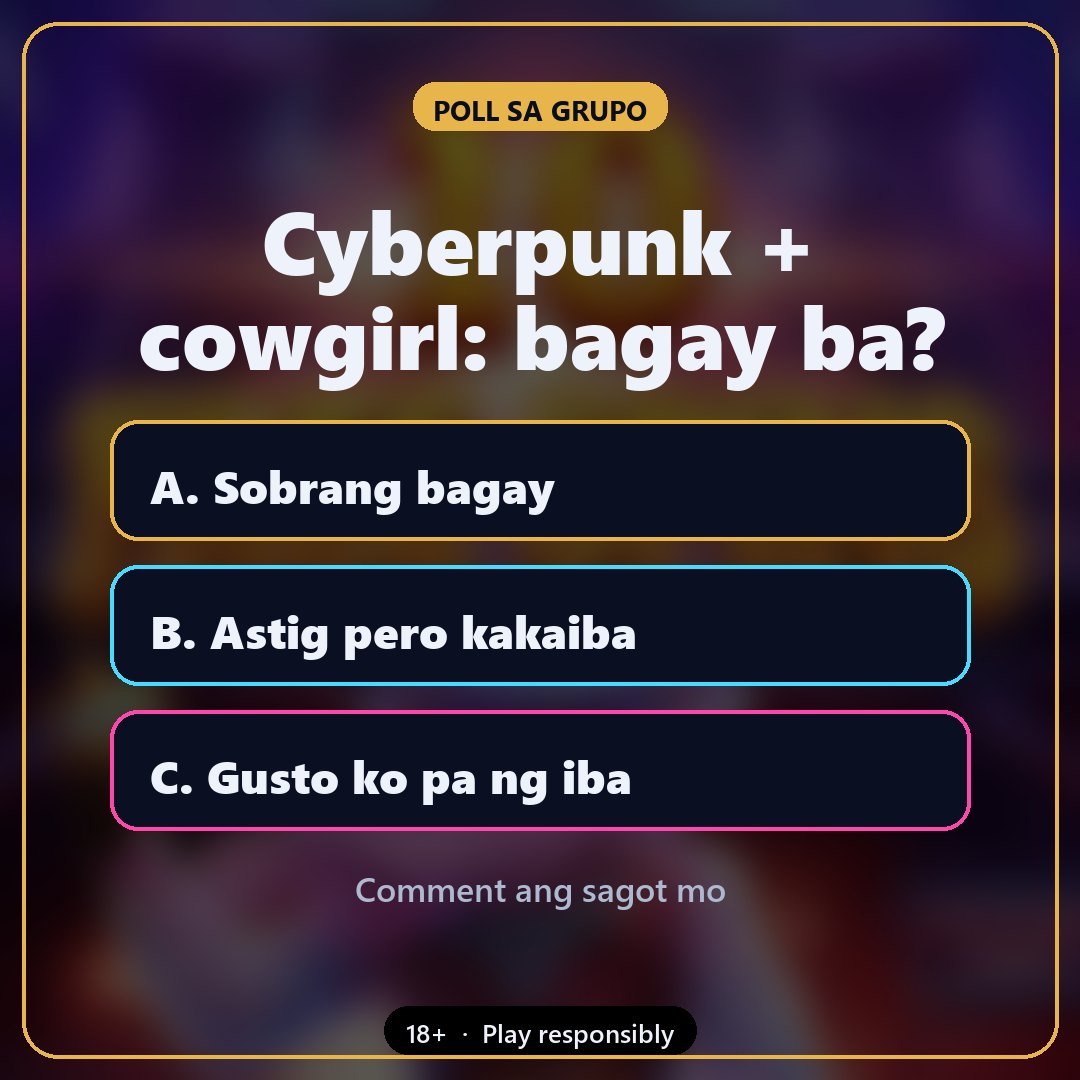 POLL SA GRUPO
Cyberpunk +
cowgirl: bagay ba?
A. Sobrang bagay
B. Astig pero kakaiba
C. Gusto ko pa ng iba
Comment ang sagot mo
18+ · Play responsibly